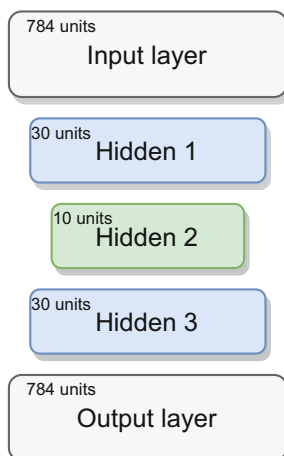 784 units
Input layer
30 units
Hidden 1
10 units
Hidden 2
30 units
Hidden 3
784 units
Output layer